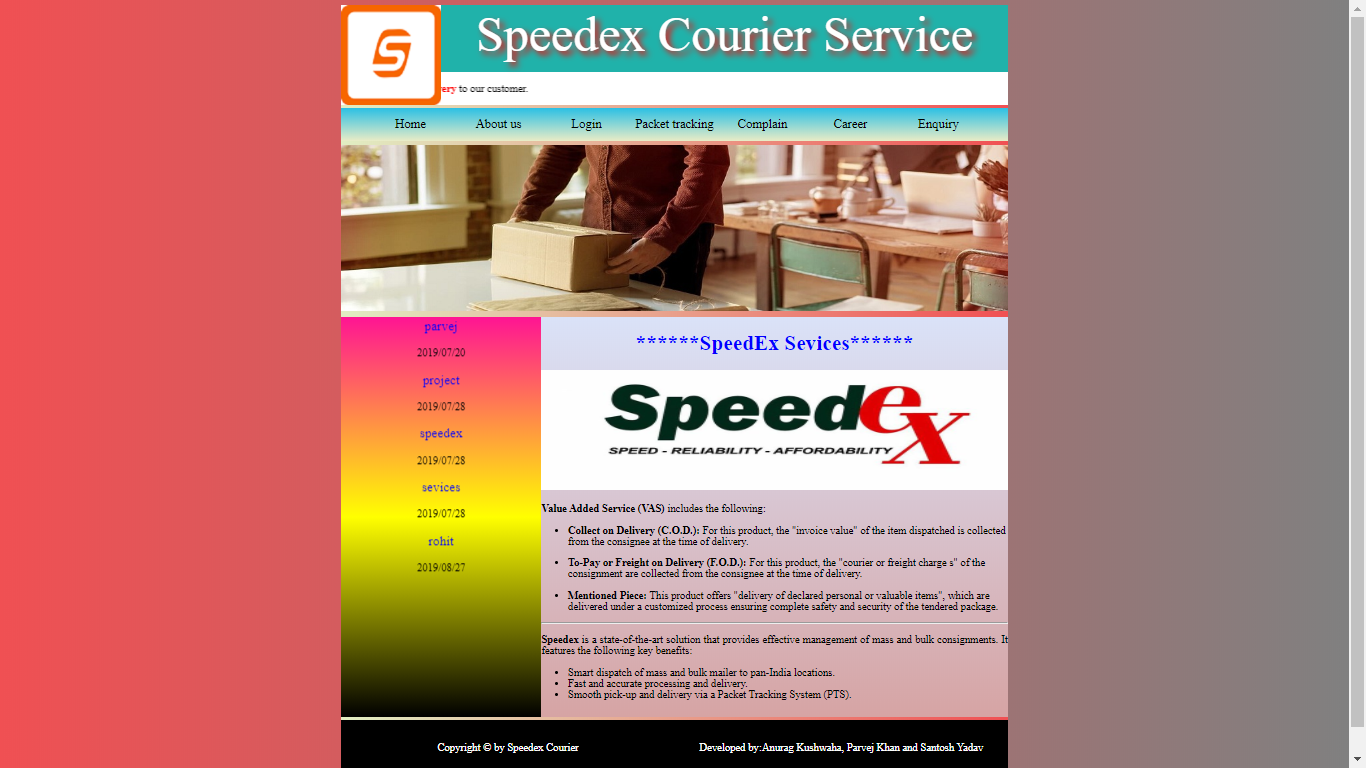 Speedex Courier Service
ery to our customer.
Home About us Login Packet tracking Complain Career Enquiry
parvej
2019/07/20
project
2019/07/28
speedex
2019/07/28
sevices
2019/07/28
rohit
2019/08/27
******SpeedEx Sevices******
Speedex
SPEED - RELIABILITY - AFFORDABILITY
Value Added Service (VAS) includes the following:
• Collect on Delivery (C.O.D.): For this product, the "invoice value" of the item dispatched is collected
from the consignee at the time of delivery.
• To-Pay or Freight on Delivery (F.O.D.): For this product, the "courier or freight charge s" of the
consignment are collected from the consignee at the time of delivery.
• Mentioned Piece: This product offers "delivery of declared personal or valuable items", which are
delivered under a customized process ensuring complete safety and security of the tendered package.
Speedex is a state-of-the-art solution that provides effective management of mass and bulk consignments. It
features the following key benefits:
• Smart dispatch of mass and bulk mailer to pan-India locations.
• Fast and accurate processing and delivery.
• Smooth pick-up and delivery via a Packet Tracking System (PTS).
Copyright © by Speedex Courier
Developed by:Anurag Kushwaha, Parvej Khan and Santosh Yadav